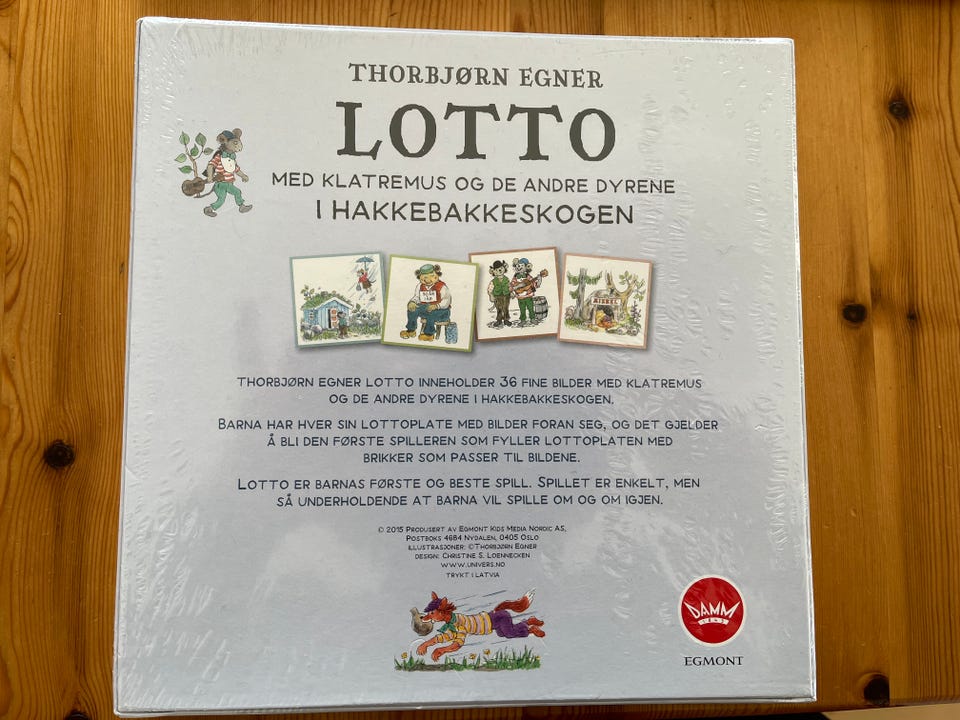 THORBJØRN EGNER
LOTTO
MED KLATREMUS OG DE ANDRE DYRENE
I HAKKEBAKKESKOGEN
THORBJØRN EGNER LOTTO INNEHOLDER 36 FINE BILDER MED KLATREMUS
OG DE ANDRE DYRENE I HAKKEBAKKESKOGEN.
BARNA HAR HVER SIN LOTTOPLATE MED BILDER FORAN SEG, OG DET GJELDER
Å BLI DEN FØRSTE SPILLEREN SOM FYLLER LOTTOPLATEN MED
BRIKKER SOM PASSER TIL BILDENE.
LOTTO ER BARNAS FØRSTE OG BESTE SPILL. SPILLET ER ENKELT, MEN
SÅ UNDERHOLDENDE AT BARNA VIL SPILLE OM OG OM IGJEN.
© 2015 PRODUSERT AV EGMONT KIDS MEDIA NORDIC AS,
POSTBOKS 4684 NYDALEN, 0405 OSLO
ILLUSTRASJONER: ©THORBJØRN EGNER
DESIGN: CHRISTINE S. LOENNECKEN
WWW.UNIVERS.NO
TRYKT I LATVIA
DAMM
EGMONT